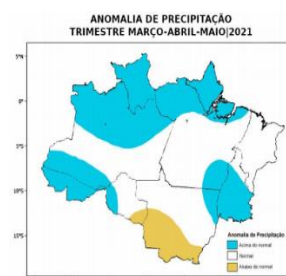 ANOMALIA DE PRECIPITAÇÃO
TRIMESTRE MARÇO-ABRIL-MAIO|2021
5°N
0°
5°S
10°S
15°S
Anomalia de Precipitação
Acima do normal
Normal
Abaixo do normal